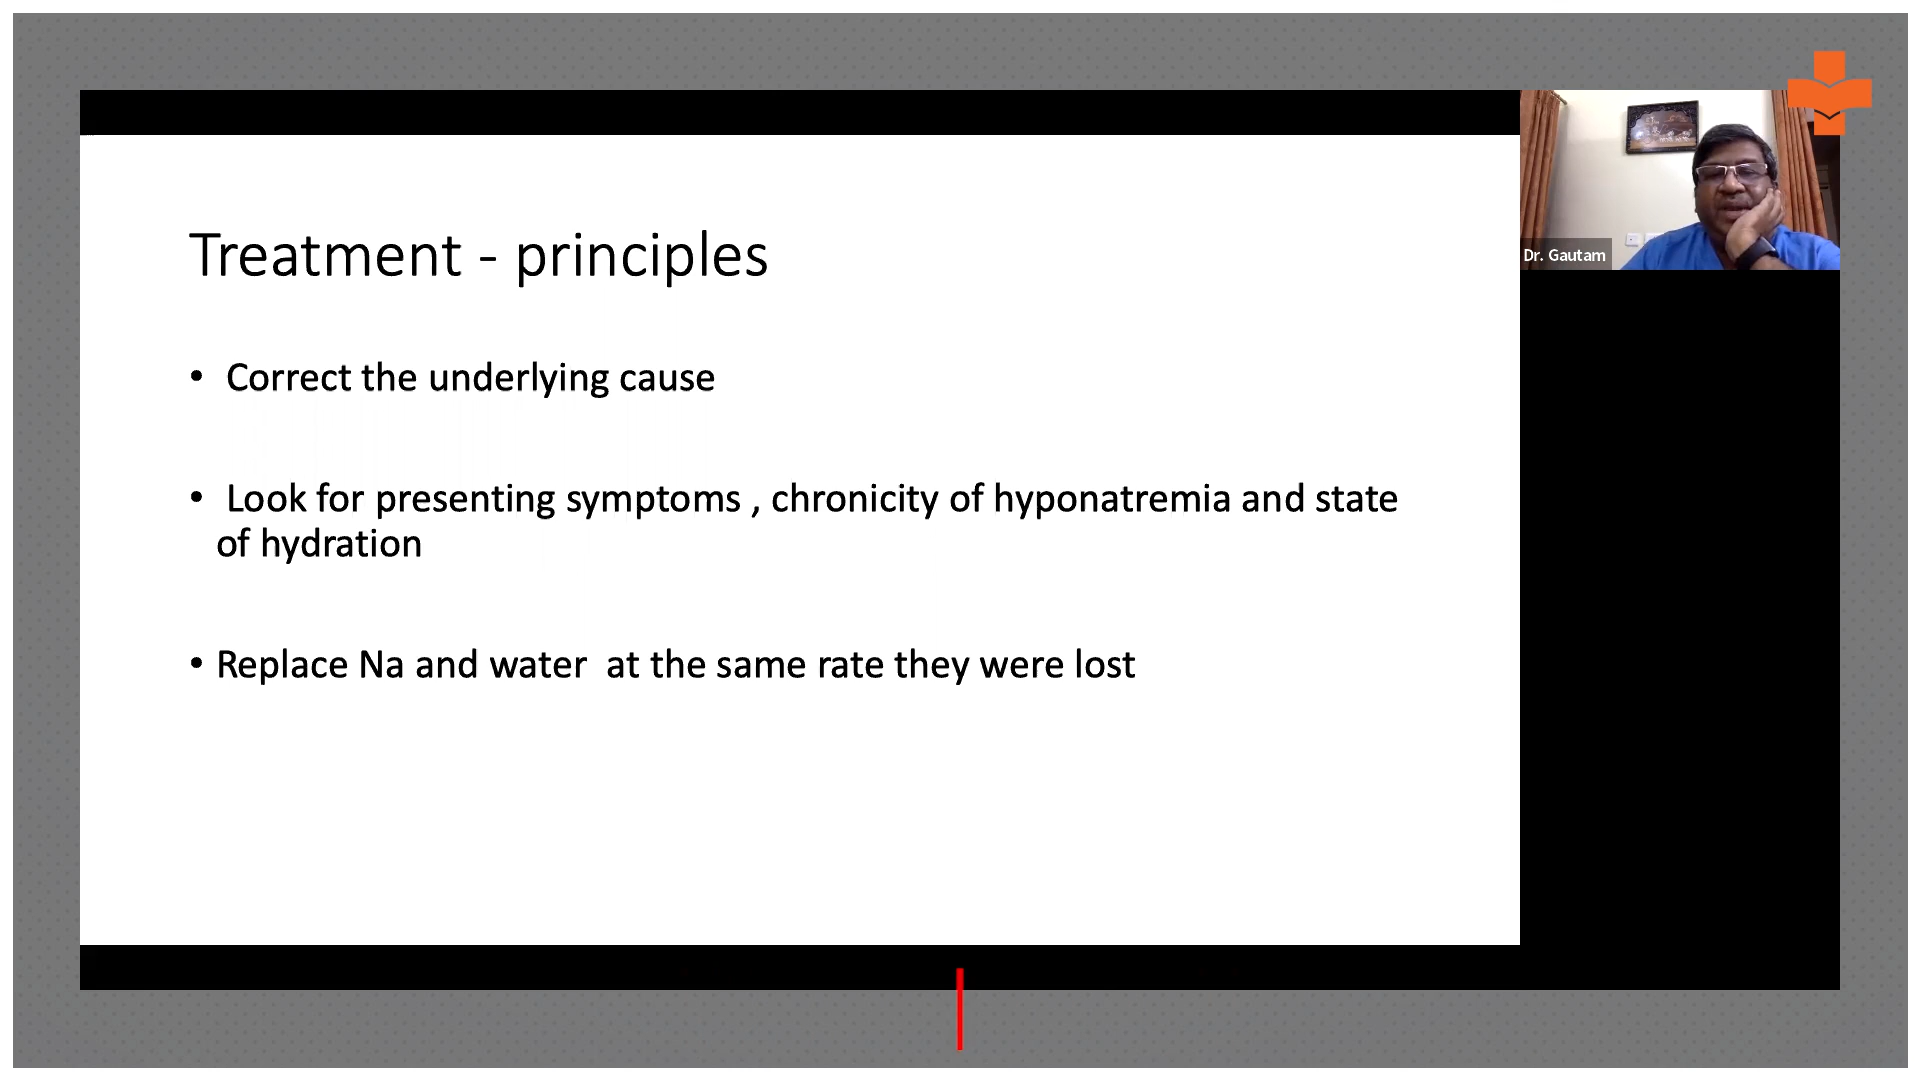 Treatment - principles
• Correct the underlying cause
• Look for presenting symptoms , chronicity of hyponatremia and state
of hydration
• Replace Na and water at the same rate they were lost
Dr. Gautam